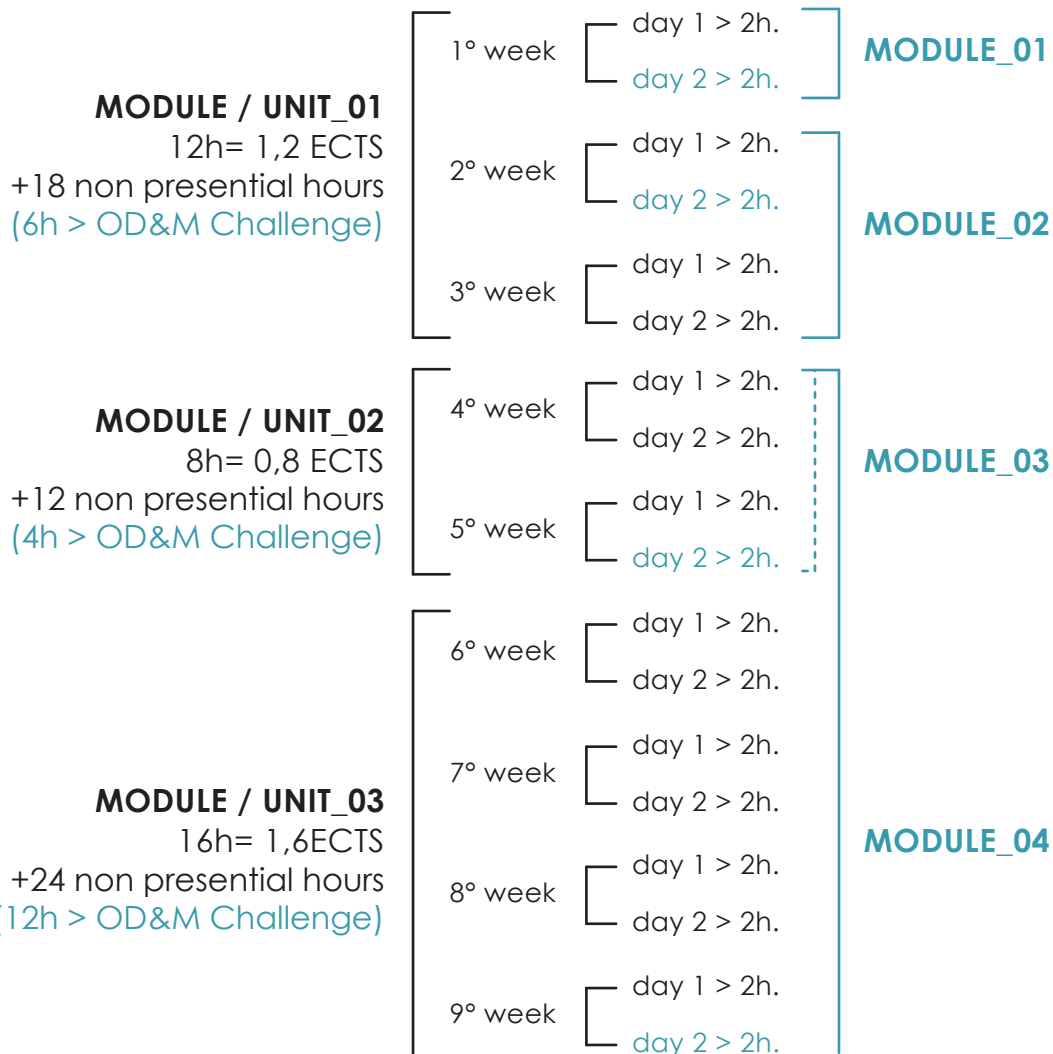 MODULE / UNIT_01
12h= 1,2 ECTS
+18 non presential hours
(6h > OD&M Challenge)
1° week
day 1 > 2h.
day 2 > 2h.
2° week
day 1 > 2h.
day 2 > 2h.
3° week
day 1 > 2h.
day 2 > 2h.
MODULE_01
MODULE_02
MODULE / UNIT_02
8h= 0,8 ECTS
+12 non presential hours
(4h > OD&M Challenge)
4° week
day 1 > 2h.
day 2 > 2h.
5° week
day 1 > 2h.
day 2 > 2h.
MODULE_03
MODULE / UNIT_03
16h= 1,6ECTS
+24 non presential hours
(12h > OD&M Challenge)
6° week
day 1 > 2h.
day 2 > 2h.
7° week
day 1 > 2h.
day 2 > 2h.
8° week
day 1 > 2h.
day 2 > 2h.
9° week
day 1 > 2h.
day 2 > 2h.
MODULE_04